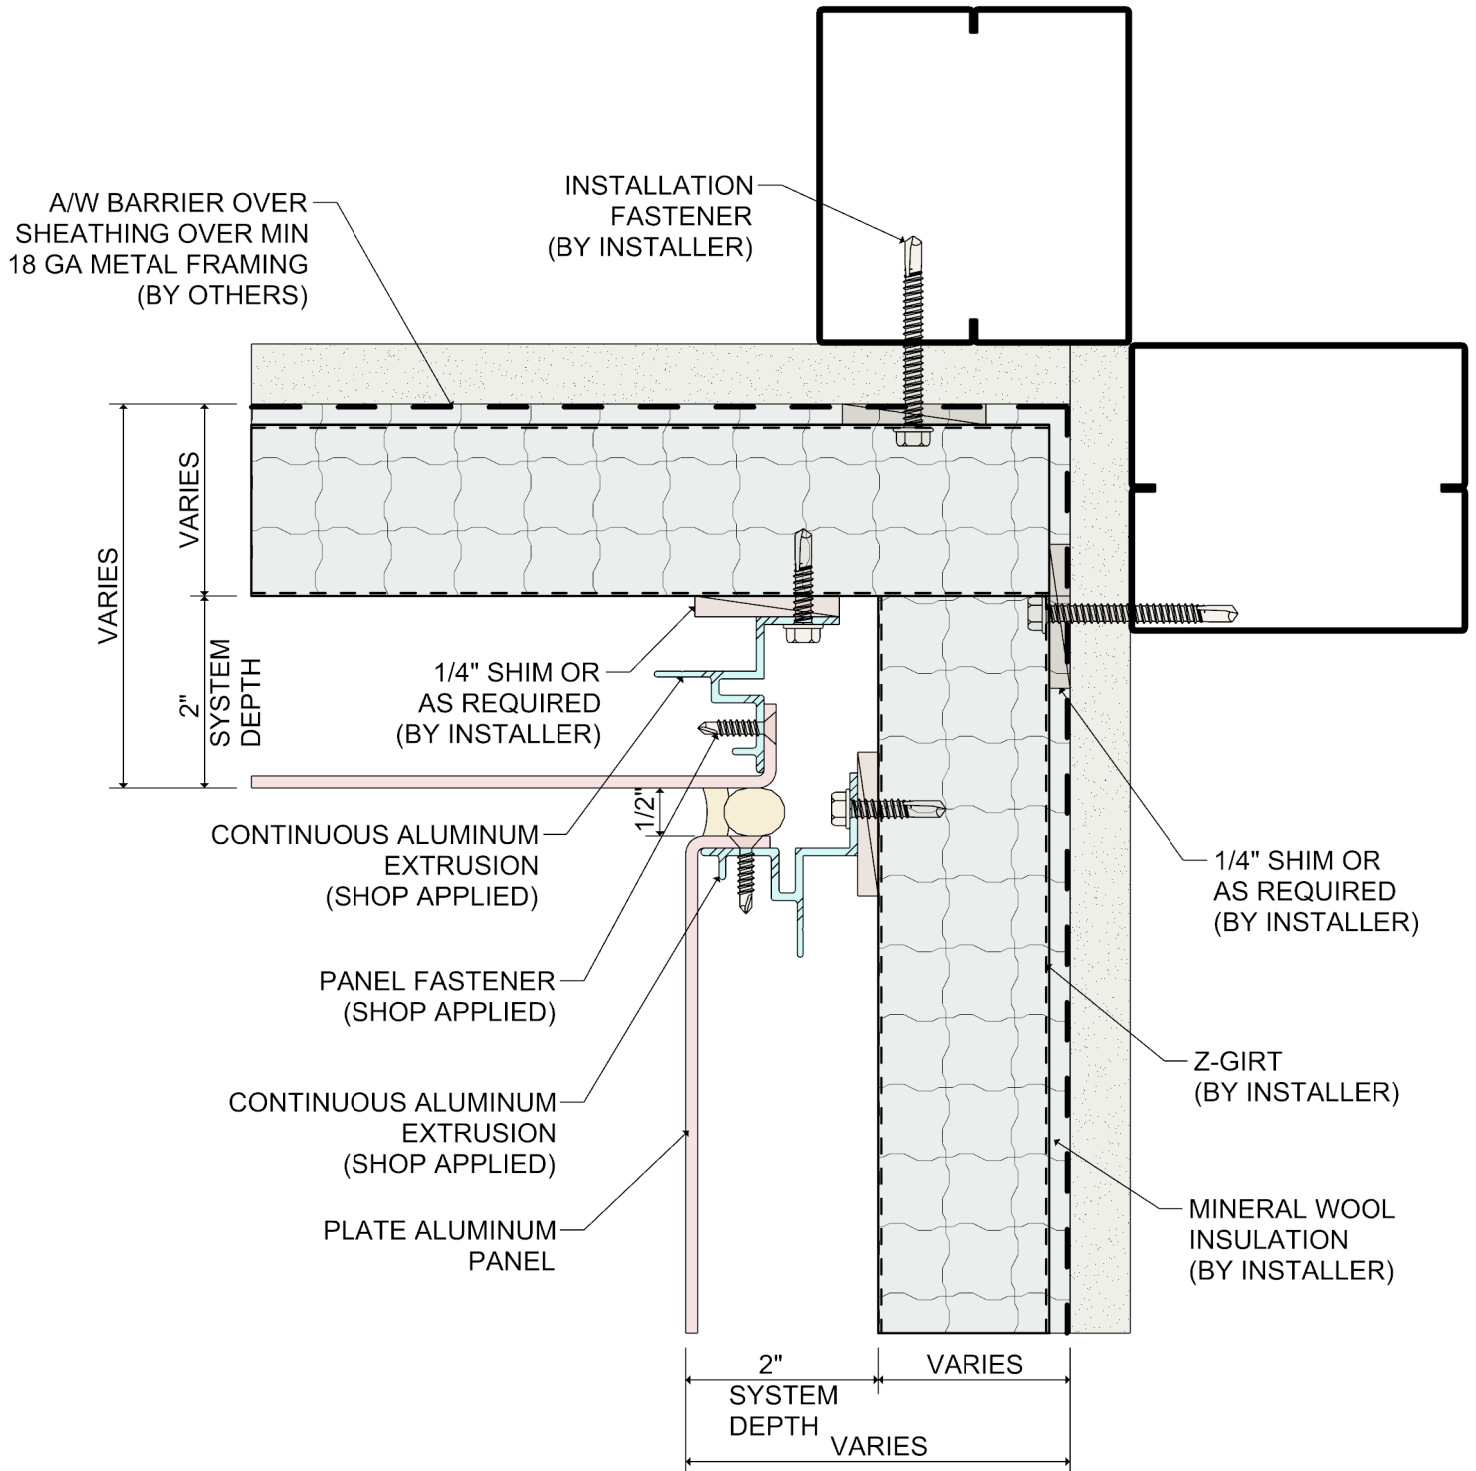 INSTALLATION
FASTENER
(BY INSTALLER)
A/W BARRIER OVER
SHEATHING OVER MIN
18 GA METAL FRAMING
(BY OTHERS)
VARIES
VARIES
2"
SYSTEM
DEPTH
1/4" SHIM OR
AS REQUIRED
(BY INSTALLER)
1/2"
CONTINUOUS ALUMINUM
EXTRUSION
(SHOP APPLIED)
1/4" SHIM OR
AS REQUIRED
(BY INSTALLER)
PANEL FASTENER
(SHOP APPLIED)
Z-GIRT
(BY INSTALLER)
CONTINUOUS ALUMINUM
EXTRUSION
(SHOP APPLIED)
MINERAL WOOL
INSULATION
(BY INSTALLER)
PLATE ALUMINUM
PANEL
2"
SYSTEM
DEPTH
VARIES
VARIES